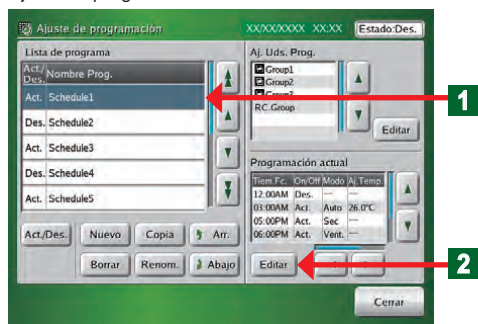 Ajuste de programación XX/XX/XXXX XX:XX Estado:Des.
Lista de programa
Act./Des. Nombre Prog.
Act. Schedule1
Des. Schedule2
Act. Schedule3
Des. Schedule4
Act. Schedule5
Act./Des. Nuevo Copia Arr.
Borrar Renom. Abajo
Aj. Uds. Prog.
Group1
Group2
RC Group
Editar
Programación actual
Tiem.Fc. On/Off Modo Aj.Temp.
12:00AM Des. --- ---
03:00AM Act. Auto 26.0°C
05:00PM Act. Sec ---
06:00PM Act. Vent. ---
Editar
Cerrar
1
2